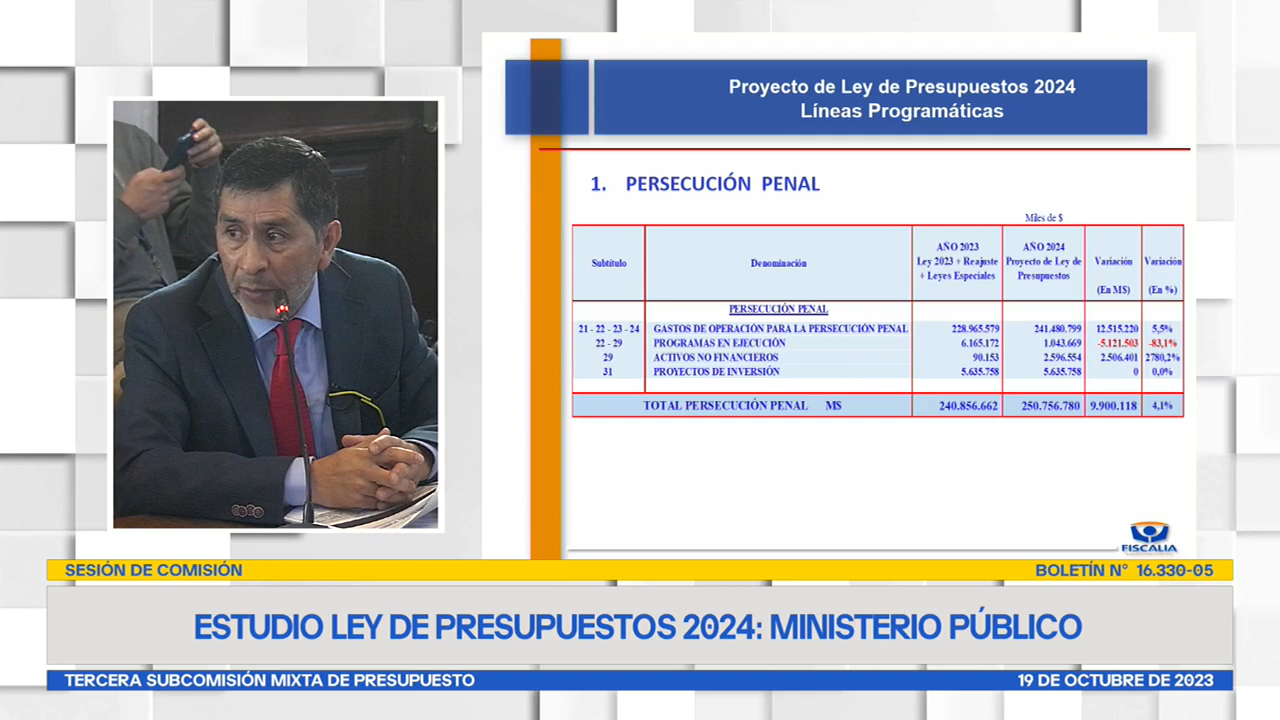 Proyecto de Ley de Presupuestos 2024
Líneas Programáticas
1. PERSECUCIÓN PENAL
Miles de $
Subtítulo Denominación AÑO 2023 Ley 2023 + Reajuste + Leyes Especiales AÑO 2024 Proyecto de Ley de Presupuestos Variación (En M$) Variación (En %)
PERSECUCIÓN PENAL
21 - 22 - 23 - 24 GASTOS DE OPERACIÓN PARA LA PERSECUCIÓN PENAL 228.965.579 241.480.799 12.515.220 5,5%
22 - 29 PROGRAMAS EN EJECUCIÓN 6.165.172 1.043.669 -5.121.503 -83,1%
29 ACTIVOS NO FINANCIEROS 90.153 2.596.554 2.506.401 2780,2%
31 PROYECTOS DE INVERSIÓN 5.635.758 5.635.758 0 0,0%
TOTAL PERSECUCIÓN PENAL M$ 240.856.662 250.756.780 9.900.118 4,1%
FISCALIA
SESIÓN DE COMISIÓN BOLETÍN N° 16.330-05
ESTUDIO LEY DE PRESUPUESTOS 2024: MINISTERIO PÚBLICO
TERCERA SUBCOMISIÓN MIXTA DE PRESUPUESTO 19 DE OCTUBRE DE 2023